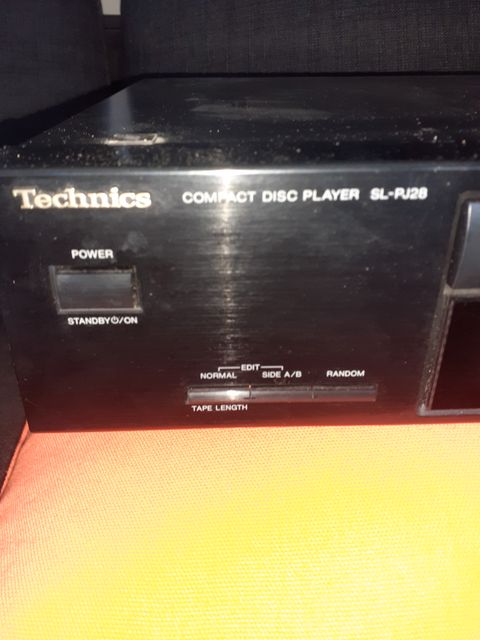 Technics
COMPACT DISC PLAYER SL-PJ28
POWER
STANDBY⏻/ON
EDIT
NORMAL SIDE A/B RANDOM
TAPE LENGTH